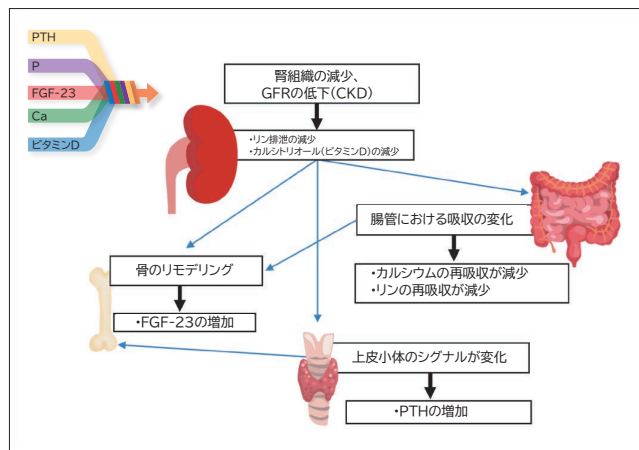 PTH
P
FGF-23
Ca
ビタミンD
腎組織の減少、
GFRの低下(CKD)
・リン排泄の減少
・カルシトリオール(ビタミンD)の減少
腸管における吸収の変化
・カルシウムの再吸収が減少
・リンの再吸収が減少
骨のリモデリング
・FGF-23の増加
上皮小体のシグナルが変化
・PTHの増加